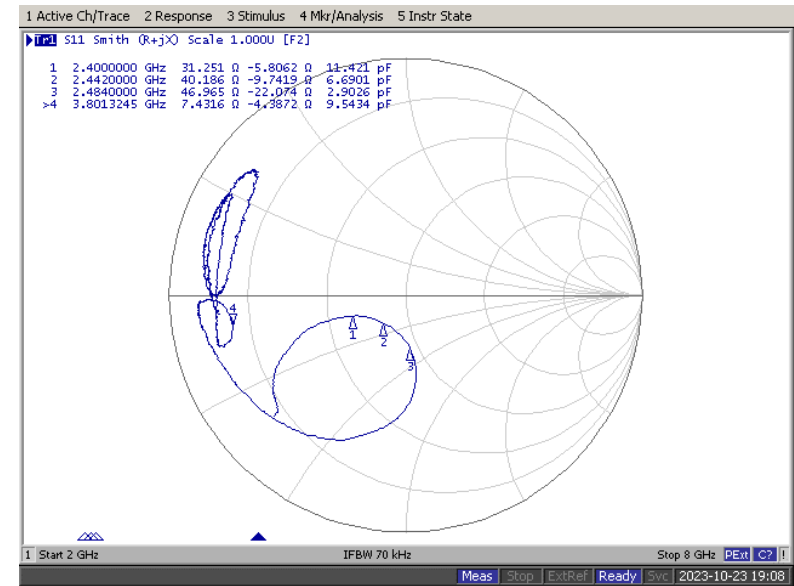 1 Active Ch/Trace 2 Response 3 Stimulus 4 Mkr/Analysis 5 Instr State
Tr1 S11 Smith (R+jX) Scale 1.000U [F2]
1 2.4000000 GHz 31.251 Ω -5.8062 Ω 11.421 pF
2 2.4420000 GHz 40.186 Ω -9.7419 Ω 6.6901 pF
3 2.4840000 GHz 46.965 Ω -22.074 Ω 2.9026 pF
>4 3.8013245 GHz 7.4316 Ω -4.3872 Ω 9.5434 pF
4
1
2
3
1 Start 2 GHz IFBW 70 kHz Stop 8 GHz PExt C? !
Meas Stop ExtRef Ready Svc 2023-10-23 19:08